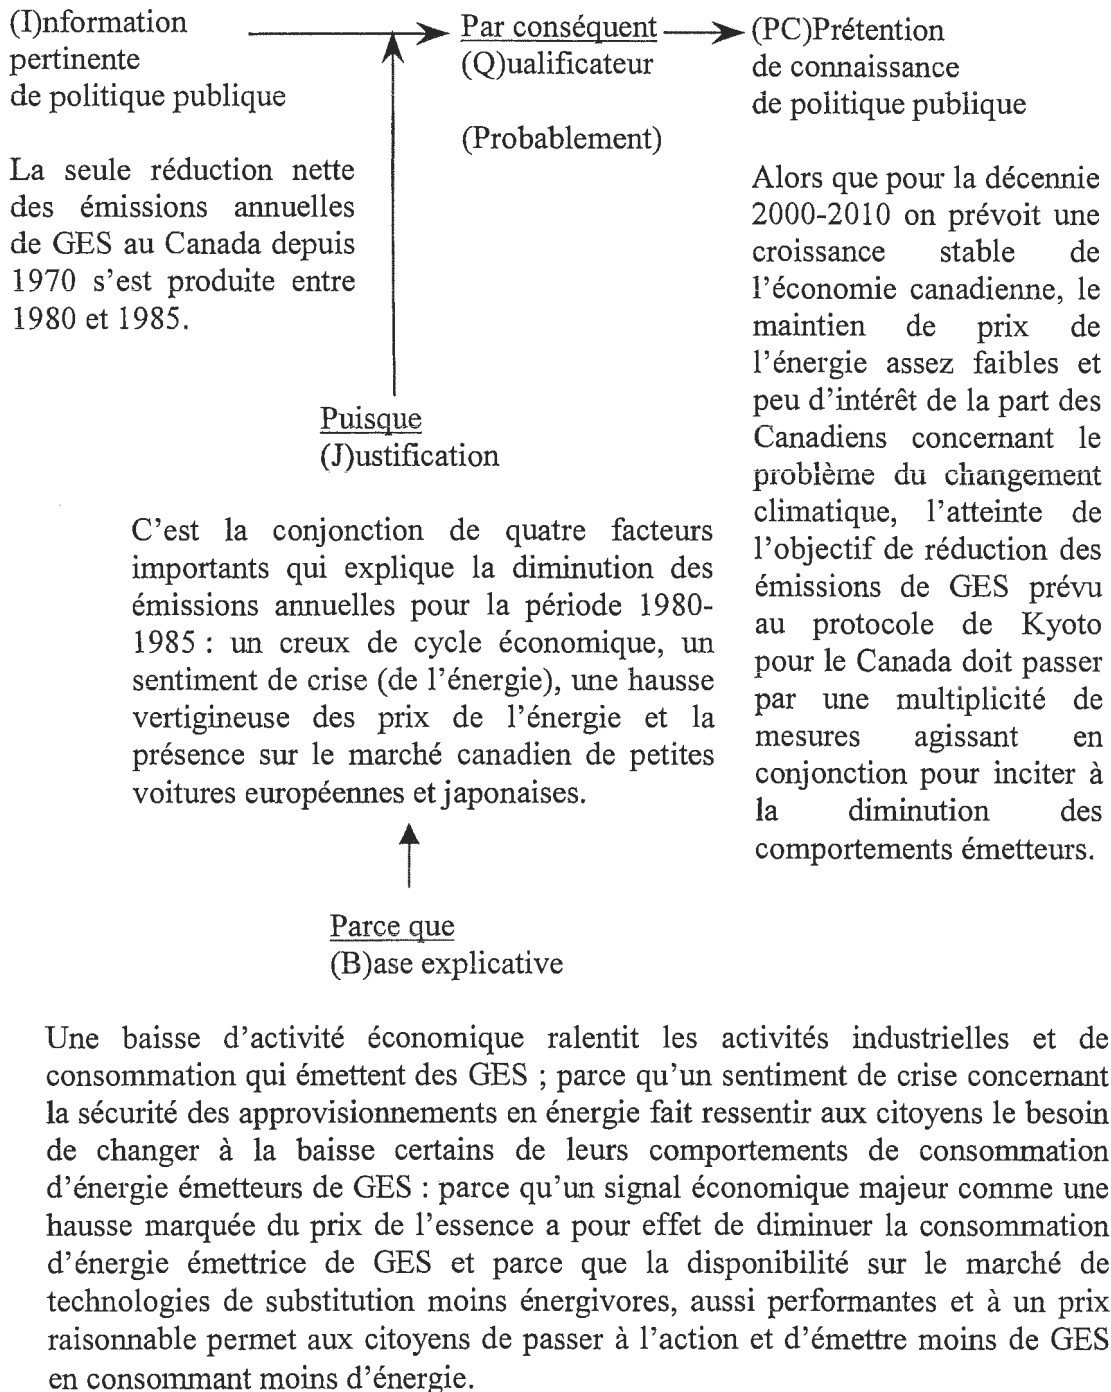 (I)nformation
pertinente
de politique publique
La seule réduction nette
des émissions annuelles
de GES au Canada depuis
1970 s'est produite entre
1980 et 1985.
Par conséquent
(Q)ualificateur
(Probablement)
(PC)Prétention
de connaissance
de politique publique
Alors que pour la décennie
2000-2010 on prévoit une
croissance stable de
l'économie canadienne, le
maintien de prix de
l'énergie assez faibles et
peu d'intérêt de la part des
Canadiens concernant le
problème du changement
climatique, l'atteinte de
l'objectif de réduction des
émissions de GES prévu
au protocole de Kyoto
pour le Canada doit passer
par une multiplicité de
mesures agissant en
conjonction pour inciter à
la diminution des
comportements émetteurs.
Puisque
(J)ustification
C'est la conjonction de quatre facteurs
importants qui explique la diminution des
émissions annuelles pour la période 1980-
1985 : un creux de cycle économique, un
sentiment de crise (de l'énergie), une hausse
vertigineuse des prix de l'énergie et la
présence sur le marché canadien de petites
voitures européennes et japonaises.
Parce que
(B)ase explicative
Une baisse d'activité économique ralentit les activités industrielles et de
consommation qui émettent des GES ; parce qu'un sentiment de crise concernant
la sécurité des approvisionnements en énergie fait ressentir aux citoyens le besoin
de changer à la baisse certains de leurs comportements de consommation
d'énergie émetteurs de GES : parce qu'un signal économique majeur comme une
hausse marquée du prix de l'essence a pour effet de diminuer la consommation
d'énergie émettrice de GES et parce que la disponibilité sur le marché de
technologies de substitution moins énergivores, aussi performantes et à un prix
raisonnable permet aux citoyens de passer à l'action et d'émettre moins de GES
en consommant moins d'énergie.